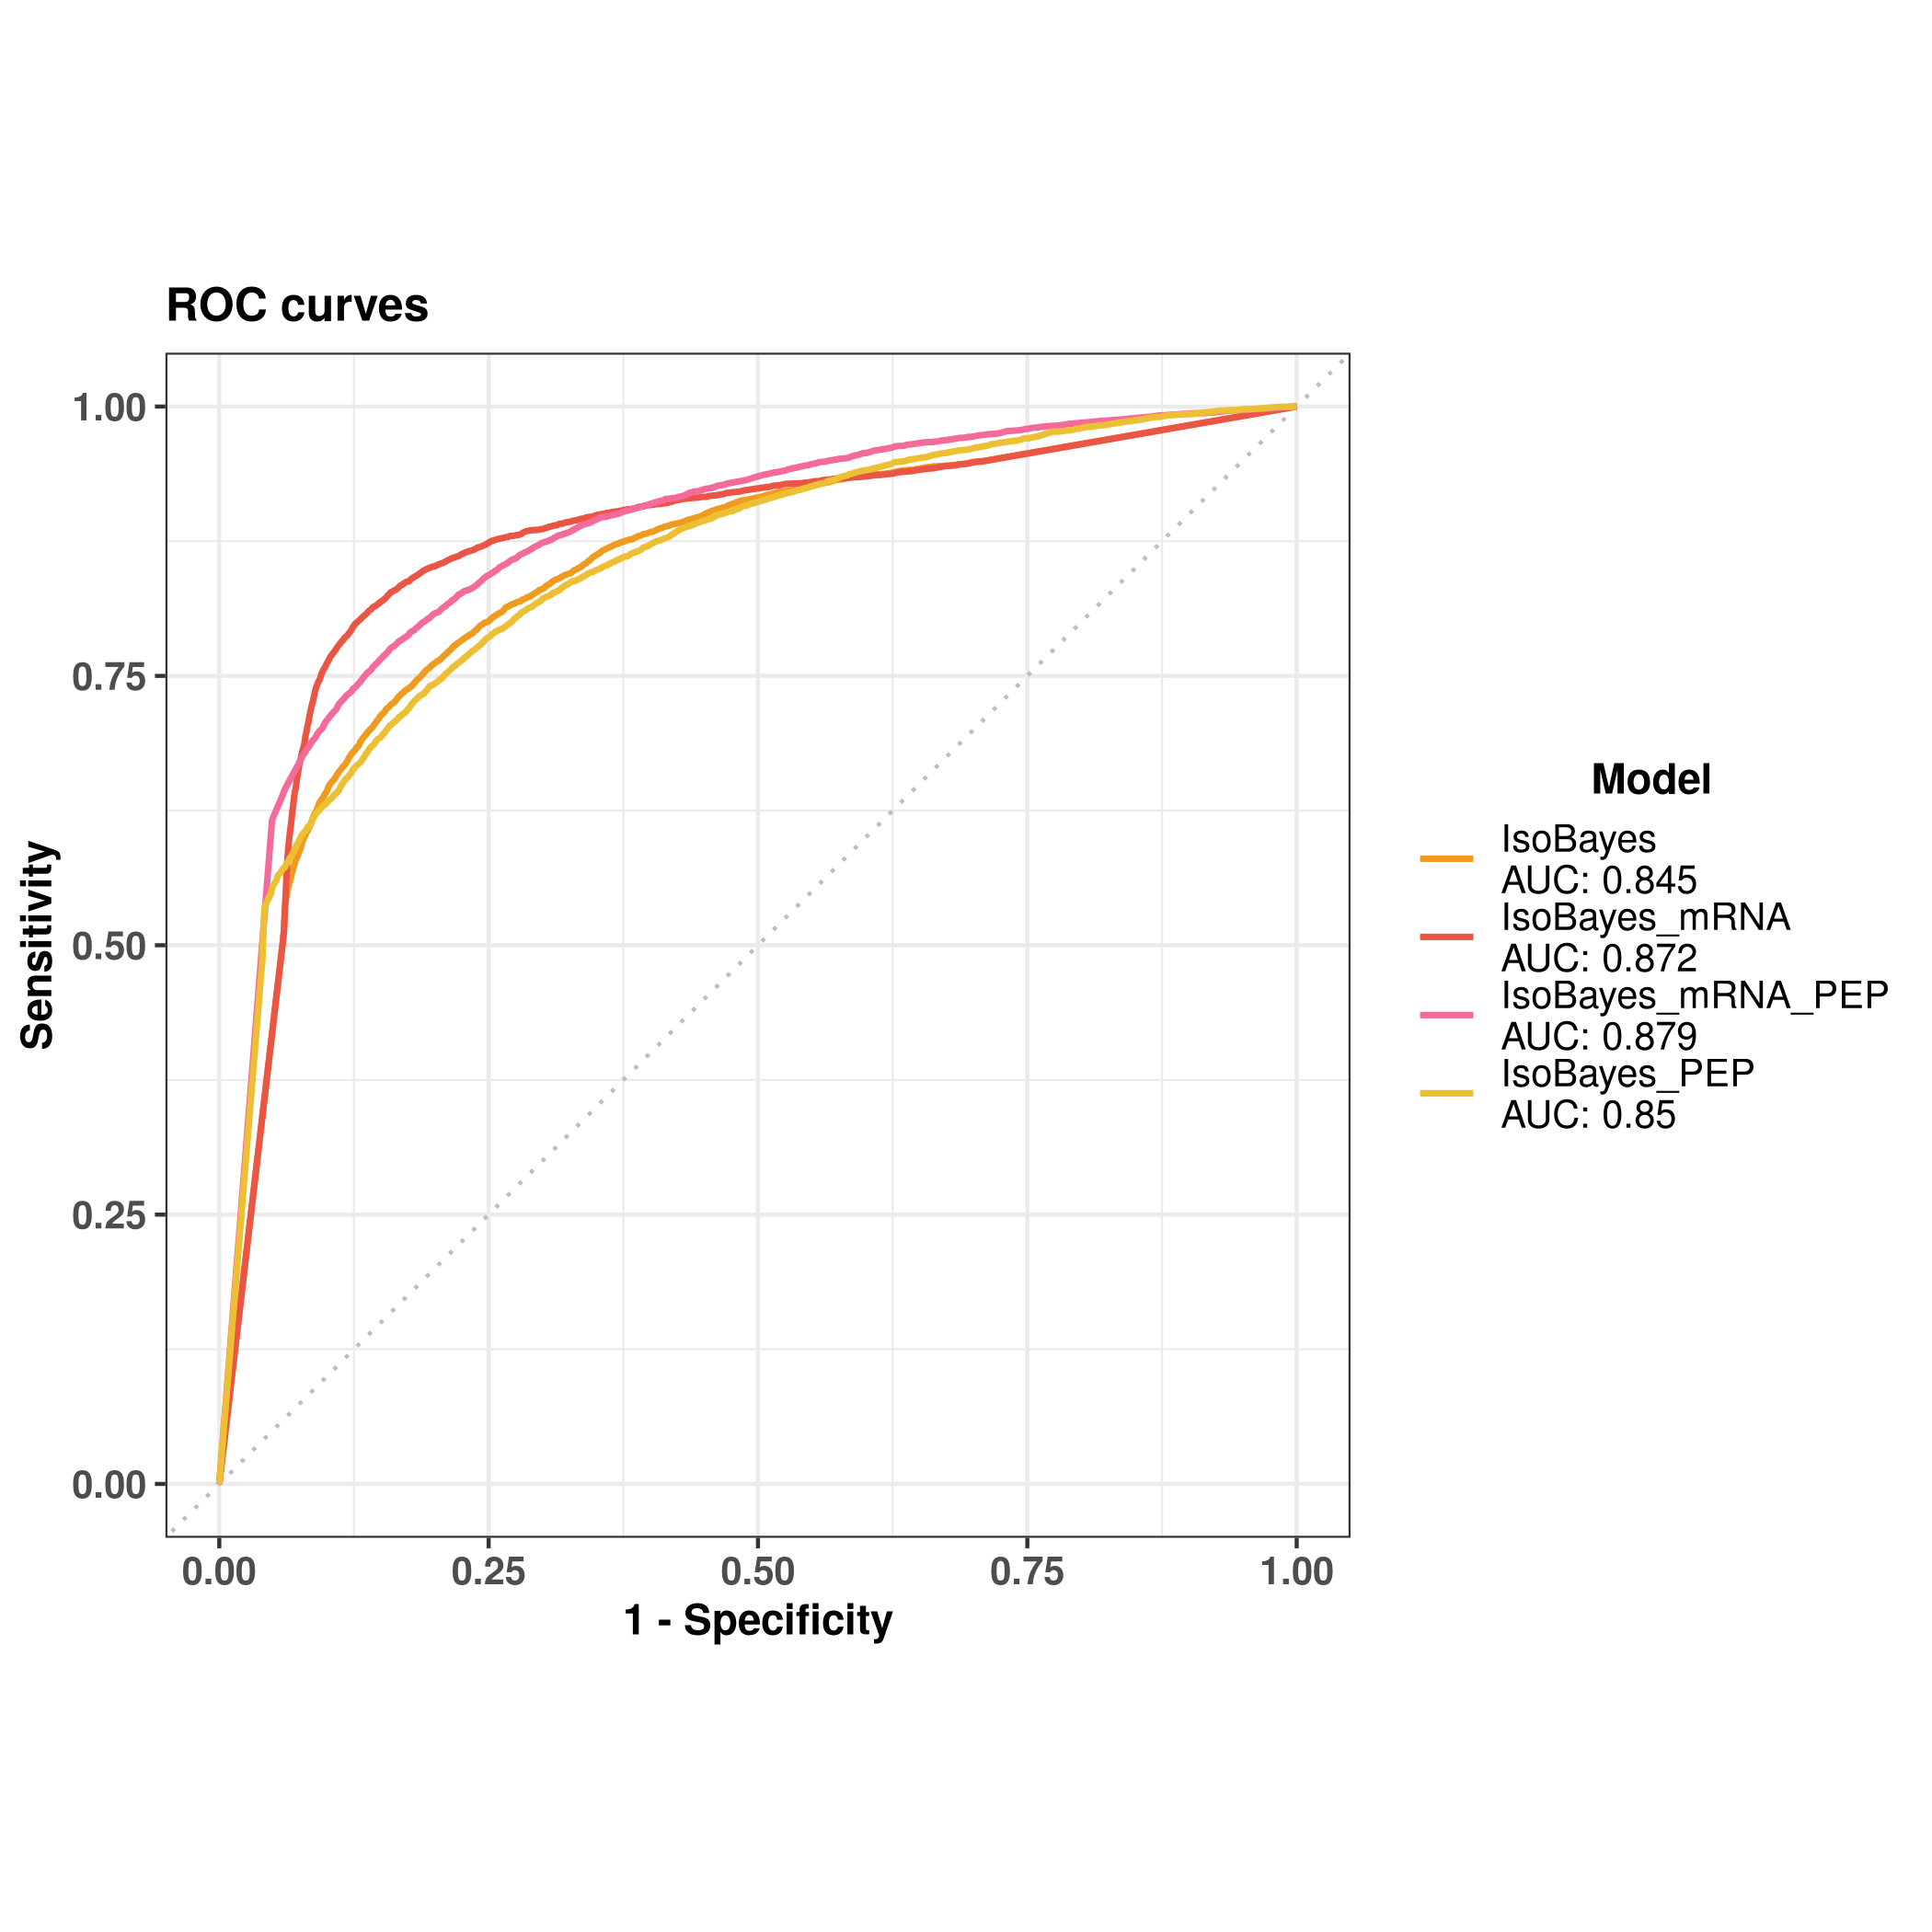 ROC curves
1.00
0.75
0.50
0.25
0.00
Sensitivity
0.00 0.25 0.50 0.75 1.00
1 - Specificity
Model
IsoBayes
AUC: 0.845
IsoBayes_mRNA
AUC: 0.872
IsoBayes_mRNA_PEP
AUC: 0.879
IsoBayes_PEP
AUC: 0.85